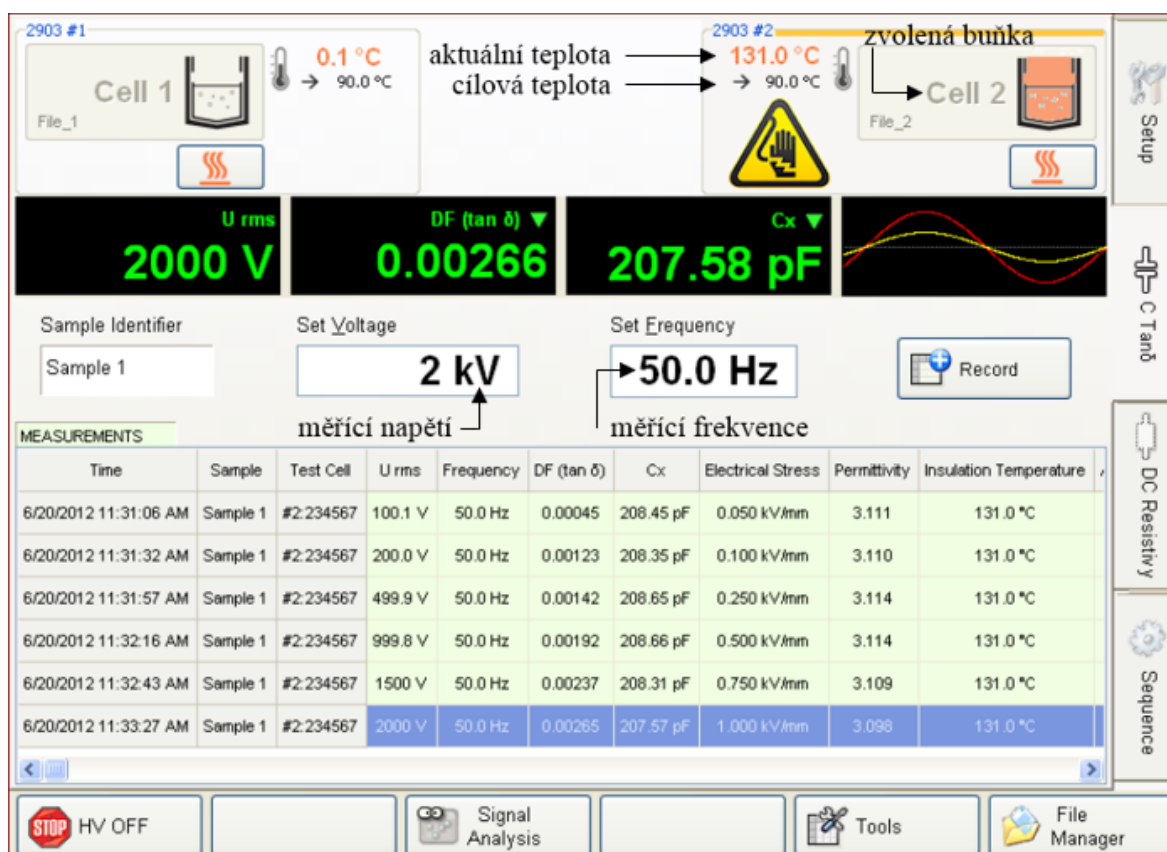 2903 #1
Cell 1
File_1
0.1 °C
→ 90.0 °C
aktuální teplota
cílová teplota
2903 #2
131.0 °C
→ 90.0 °C
zvolená buňka
Cell 2
File_2
U rms
2000 V
DF (tan δ) ▼
0.00266
Cx ▼
207.58 pF
Sample Identifier
Sample 1
Set Voltage
2 kV
měřící napětí
Set Frequency
50.0 Hz
měřící frekvence
Record
MEASUREMENTS
Time Sample Test Cell U rms Frequency DF (tan δ) Cx Electrical Stress Permittivity Insulation Temperature
6/20/2012 11:31:06 AM Sample 1 #2:234567 100.1 V 50.0 Hz 0.00045 208.45 pF 0.050 kV/mm 3.111 131.0 °C
6/20/2012 11:31:32 AM Sample 1 #2:234567 200.0 V 50.0 Hz 0.00123 208.35 pF 0.100 kV/mm 3.110 131.0 °C
6/20/2012 11:31:57 AM Sample 1 #2:234567 499.9 V 50.0 Hz 0.00142 208.65 pF 0.250 kV/mm 3.114 131.0 °C
6/20/2012 11:32:16 AM Sample 1 #2:234567 999.8 V 50.0 Hz 0.00192 208.66 pF 0.500 kV/mm 3.114 131.0 °C
6/20/2012 11:32:43 AM Sample 1 #2:234567 1500 V 50.0 Hz 0.00237 208.31 pF 0.750 kV/mm 3.109 131.0 °C
6/20/2012 11:33:27 AM Sample 1 #2:234567 2000 V 50.0 Hz 0.00265 207.57 pF 1.000 kV/mm 3.098 131.0 °C
Setup
C Tanδ
DC Resistivy
Sequence
STOP HV OFF
Signal
Analysis
Tools
File
Manager